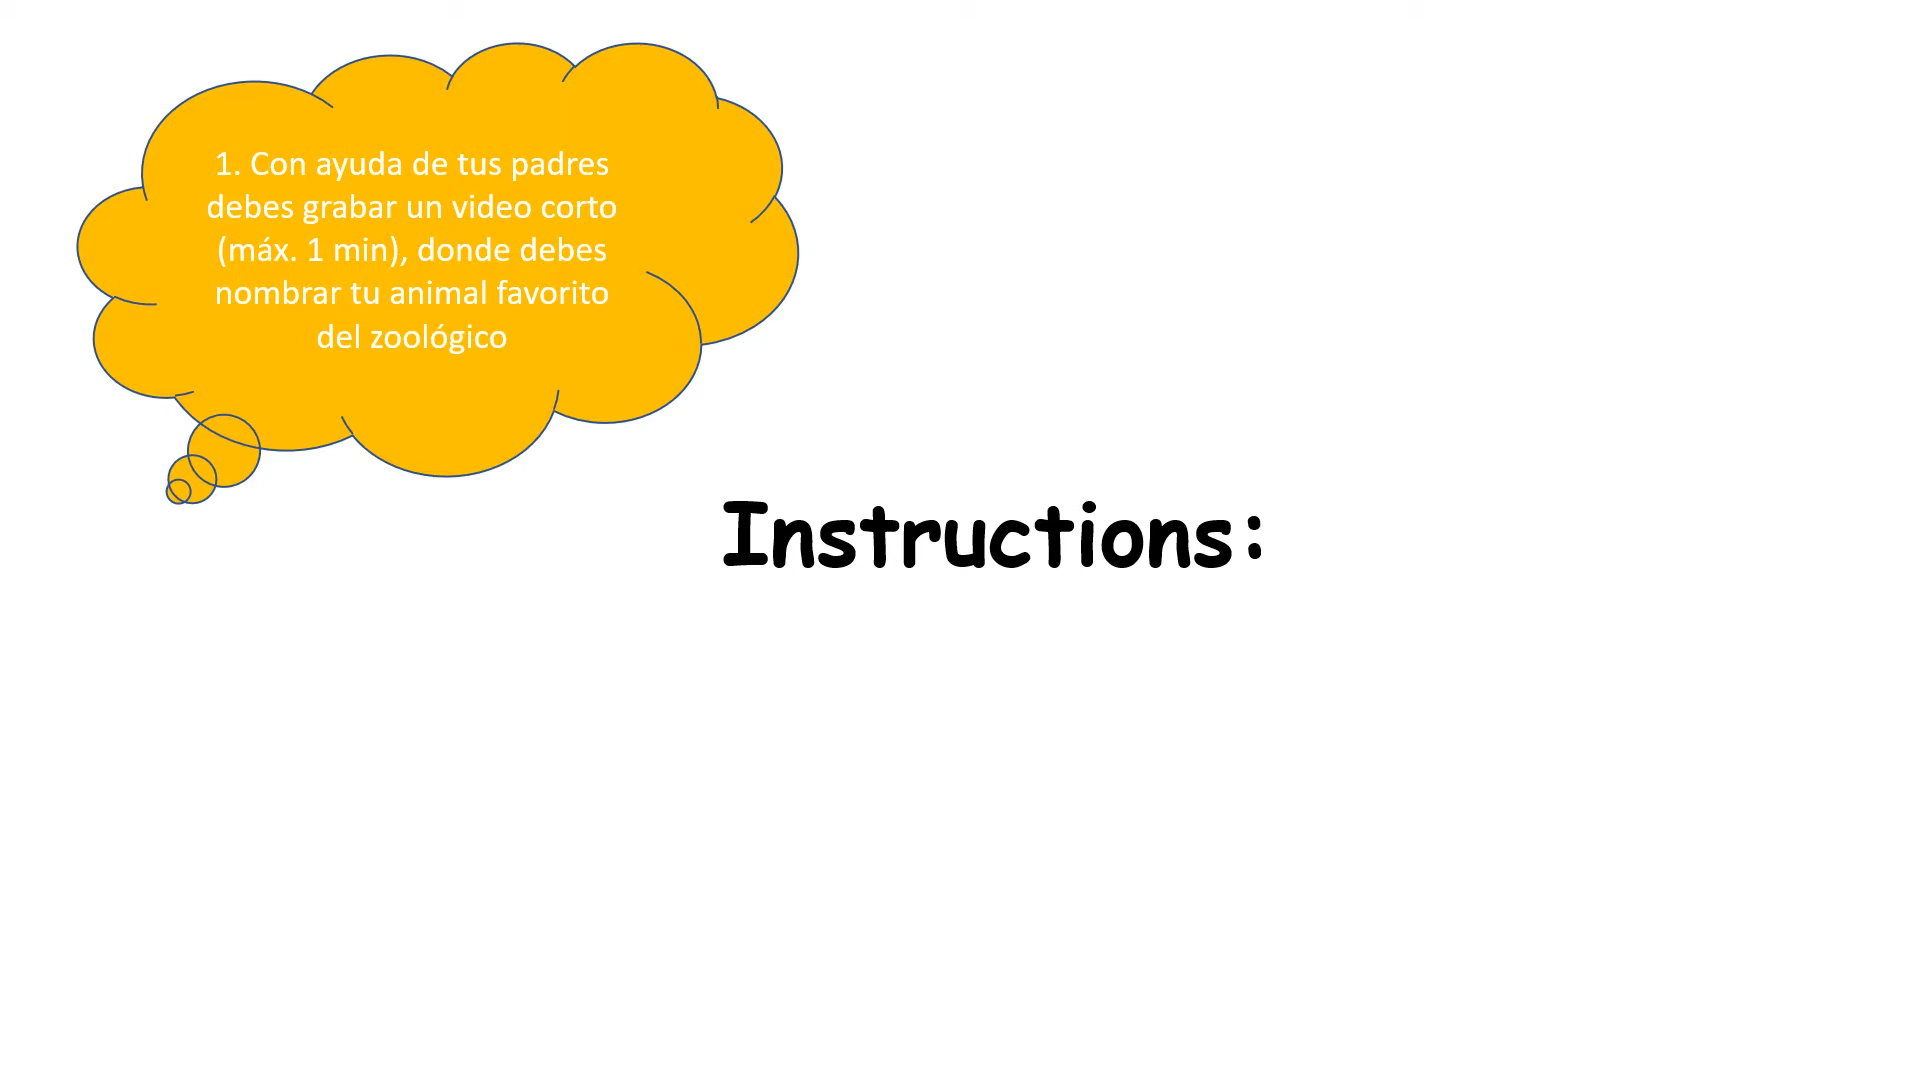 1. Con ayuda de tus padres
debes grabar un video corto
(máx. 1 min), donde debes
nombrar tu animal favorito
del zoológico
Instructions: